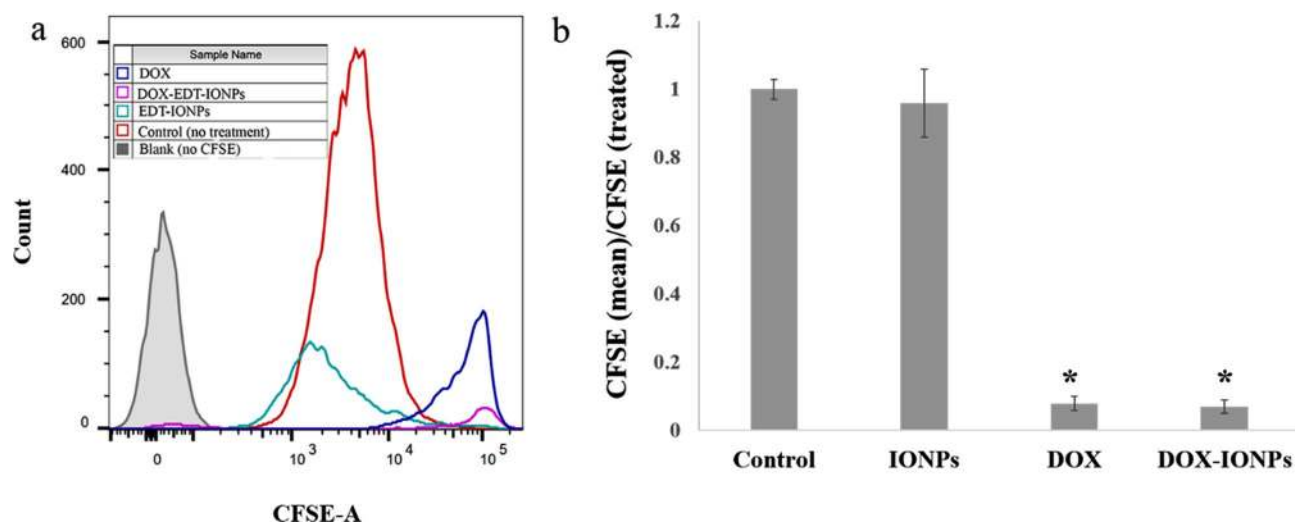 a
600
400
200
0
Count
Sample Name
DOX
DOX-EDT-IONPs
EDT-IONPs
Control (no treatment)
Blank (no CFSE)
0 10³ 10⁴ 10⁵
CFSE-A
b
CFSE (mean)/CFSE (treated)
1.2
1
0.8
0.6
0.4
0.2
0
* *
Control IONPs DOX DOX-IONPs